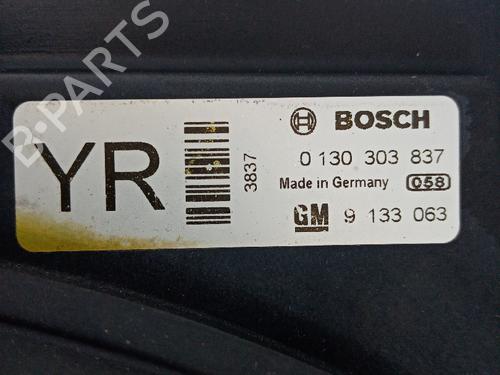 YR
3837
BOSCH
0 130 303 837
Made in Germany 058
GM 9 133 063
B-PARTS